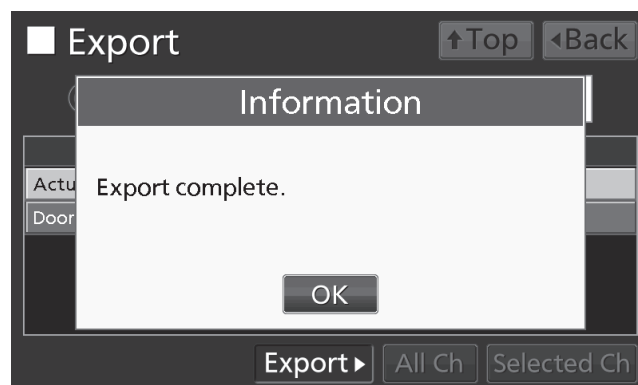 Export
↑Top
◂Back
Information
Actu
Export complete.
Door
OK
Export▸
All Ch
Selected Ch